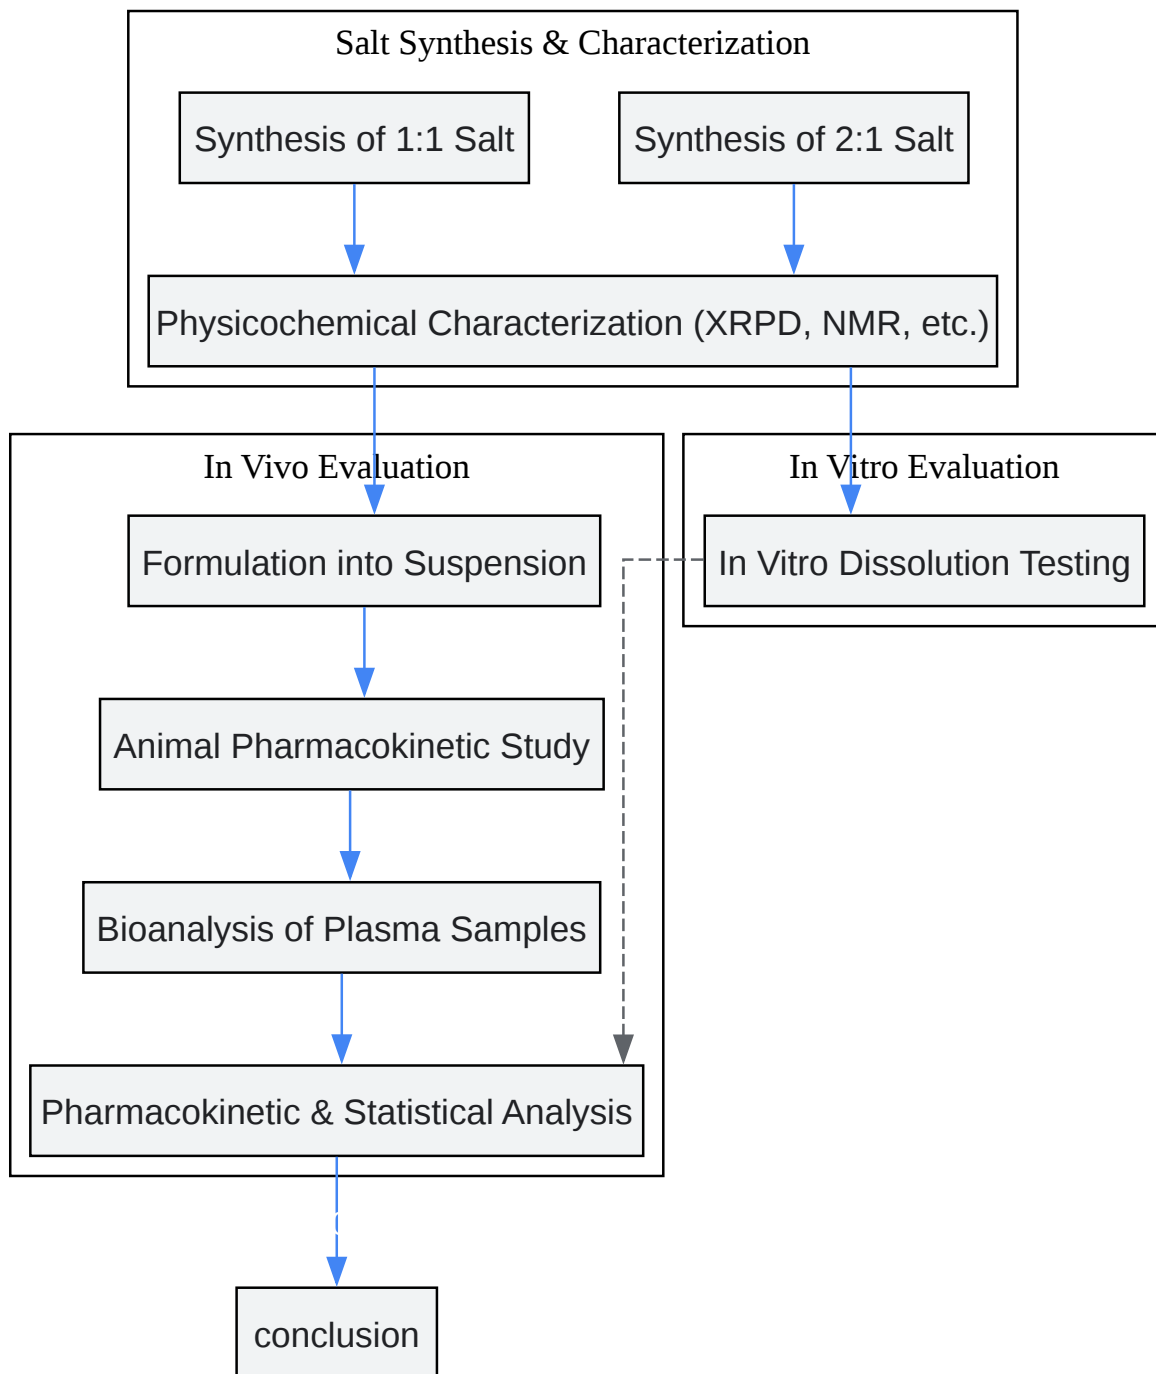 Salt Synthesis & Characterization
Synthesis of 1:1 Salt
Synthesis of 2:1 Salt
Physicochemical Characterization (XRPD, NMR, etc.)
In Vivo Evaluation
In Vitro Evaluation
Formulation into Suspension
In Vitro Dissolution Testing
Animal Pharmacokinetic Study
Bioanalysis of Plasma Samples
Pharmacokinetic & Statistical Analysis
conclusion